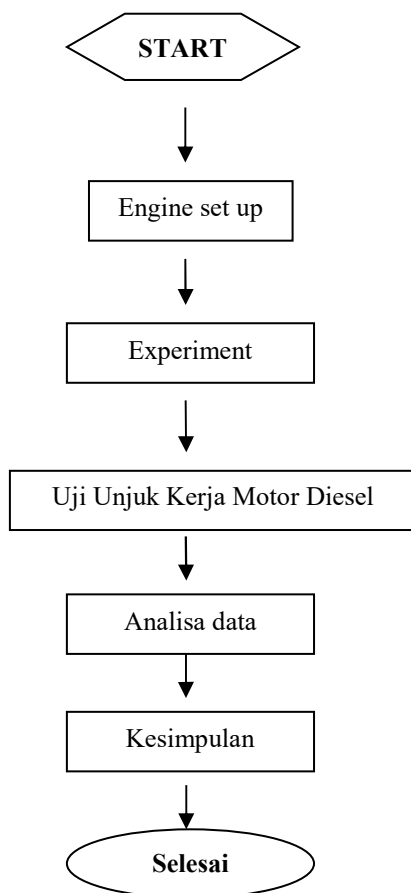 START
Engine set up
Experiment
Uji Unjuk Kerja Motor Diesel
Analisa data
Kesimpulan
Selesai